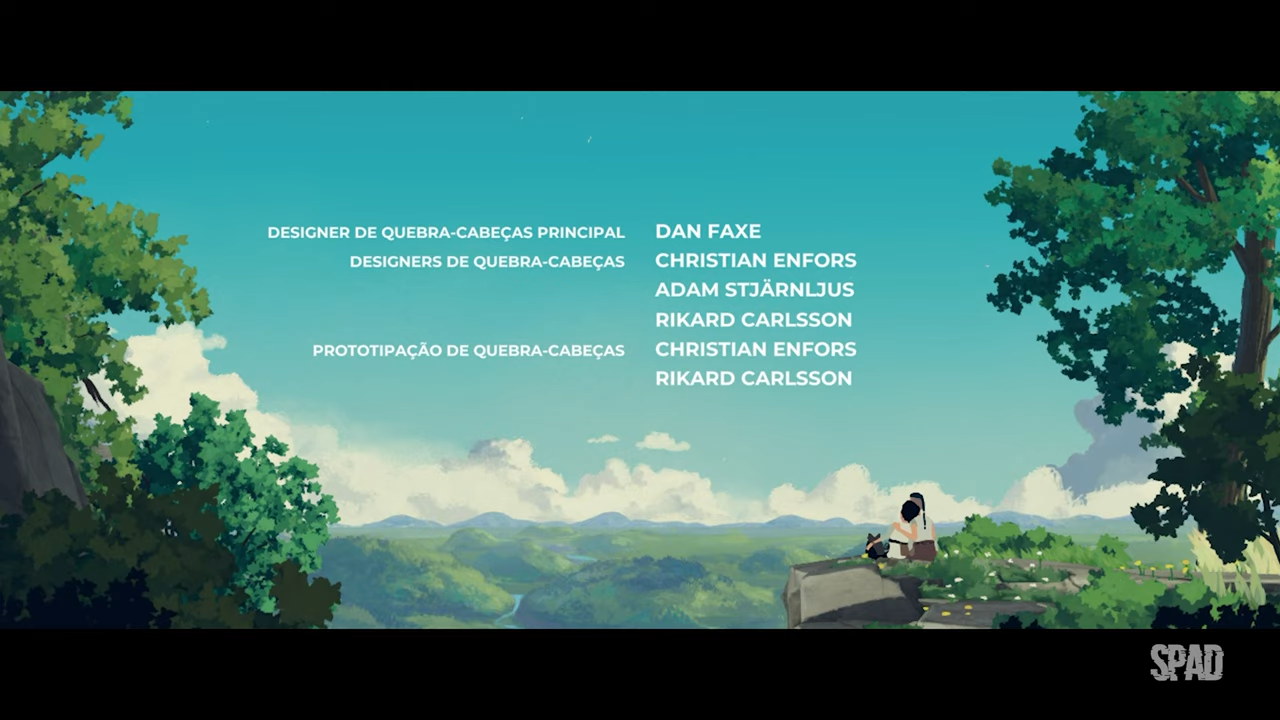 DESIGNER DE QUEBRA-CABEÇAS PRINCIPAL DAN FAXE
DESIGNERS DE QUEBRA-CABEÇAS CHRISTIAN ENFORS
ADAM STJÄRNLJUS
RIKARD CARLSSON
PROTOTIPAÇÃO DE QUEBRA-CABEÇAS CHRISTIAN ENFORS
RIKARD CARLSSON
SPAD